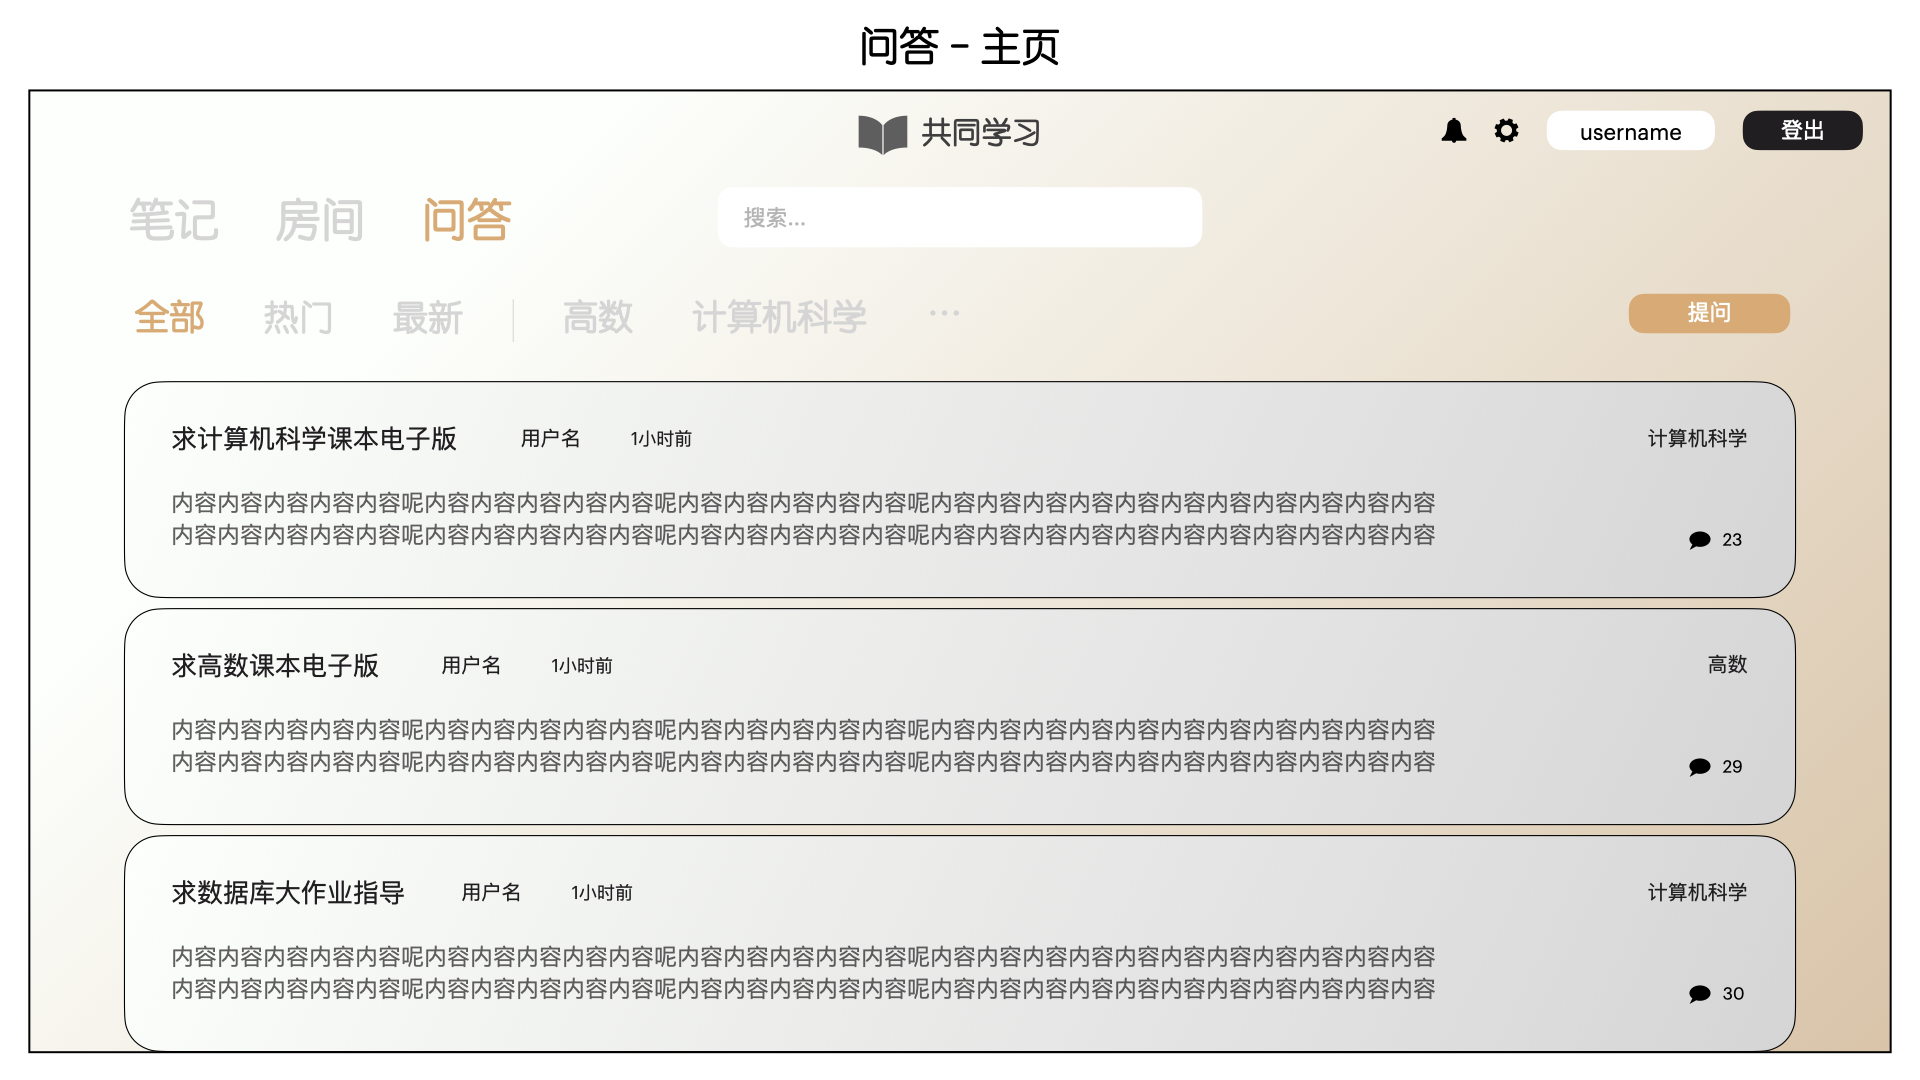 问答 - 主页
共同学习
username
登出
笔记
房间
问答
搜索...
全部
热门
最新
高数
计算机科学
···
提问
求计算机科学课本电子版
用户名
1小时前
计算机科学
内容内容内容内容内容呢内容内容内容内容内容呢内容内容内容内容内容呢内容内容内容内容内容内容内容内容内容内容内容
内容内容内容内容内容呢内容内容内容内容内容呢内容内容内容内容内容呢内容内容内容内容内容内容内容内容内容内容内容
23
求高数课本电子版
用户名
1小时前
高数
内容内容内容内容内容呢内容内容内容内容内容呢内容内容内容内容内容呢内容内容内容内容内容内容内容内容内容内容内容
内容内容内容内容内容呢内容内容内容内容内容呢内容内容内容内容内容呢内容内容内容内容内容内容内容内容内容内容内容
29
求数据库大作业指导
用户名
1小时前
计算机科学
内容内容内容内容内容呢内容内容内容内容内容呢内容内容内容内容内容呢内容内容内容内容内容内容内容内容内容内容内容
内容内容内容内容内容呢内容内容内容内容内容呢内容内容内容内容内容呢内容内容内容内容内容内容内容内容内容内容内容
30